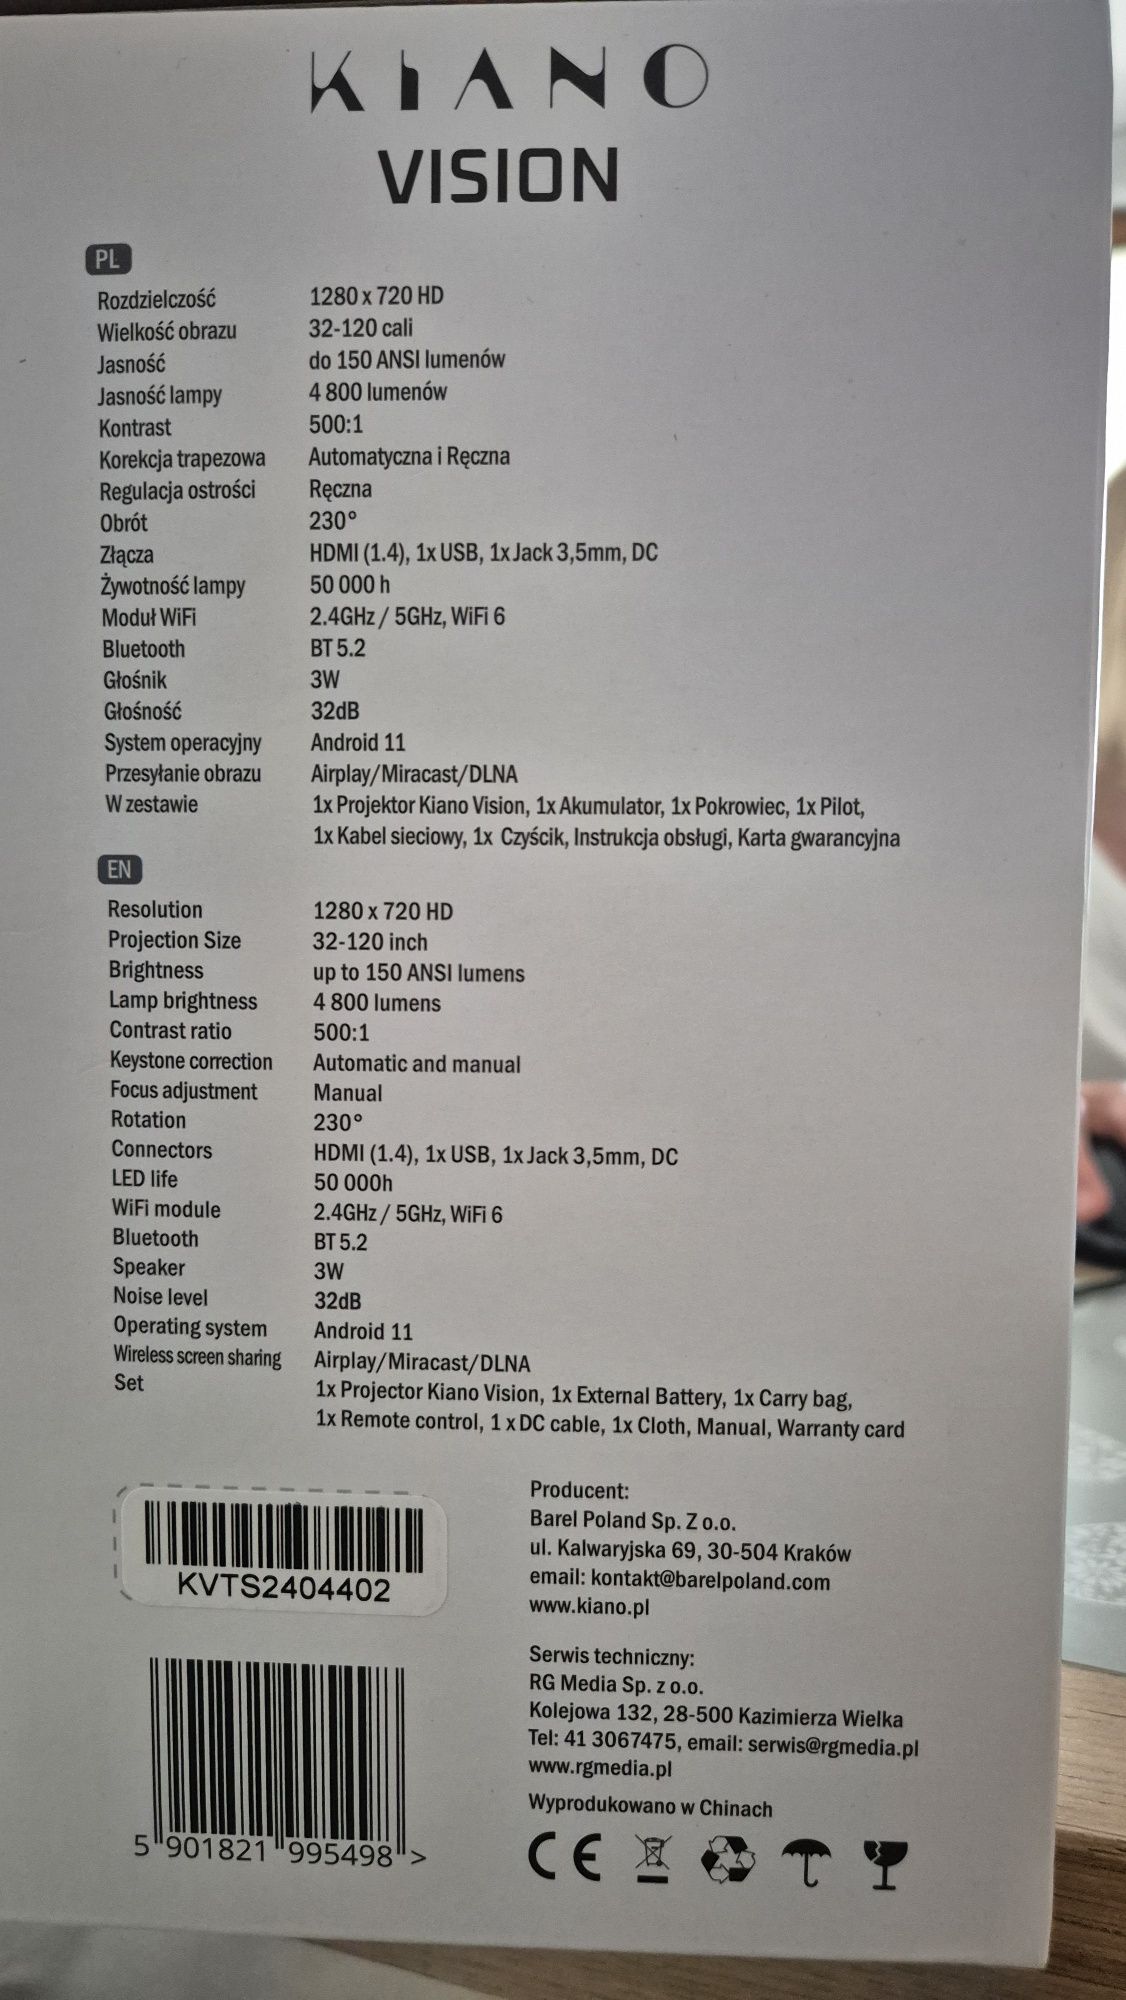 KIANO
VISION
PL
Rozdzielczość 1280 x 720 HD
Wielkość obrazu 32-120 cali
Jasność do 150 ANSI lumenów
Jasność lampy 4 800 lumenów
Kontrast 500:1
Korekcja trapezowa Automatyczna i Ręczna
Regulacja ostrości Ręczna
Obrót 230°
Złącza HDMI (1.4), 1x USB, 1x Jack 3,5mm, DC
Żywotność lampy 50 000 h
Moduł WiFi 2.4GHz / 5GHz, WiFi 6
Bluetooth BT 5.2
Głośnik 3W
Głośność 32dB
System operacyjny Android 11
Przesyłanie obrazu Airplay/Miracast/DLNA
W zestawie 1x Projektor Kiano Vision, 1x Akumulator, 1x Pokrowiec, 1x Pilot,
1x Kabel sieciowy, 1x Czyścik, Instrukcja obsługi, Karta gwarancyjna
EN
Resolution 1280 x 720 HD
Projection Size 32-120 inch
Brightness up to 150 ANSI lumens
Lamp brightness 4 800 lumens
Contrast ratio 500:1
Keystone correction Automatic and manual
Focus adjustment Manual
Rotation 230°
Connectors HDMI (1.4), 1x USB, 1x Jack 3,5mm, DC
LED life 50 000h
WiFi module 2.4GHz / 5GHz, WiFi 6
Bluetooth BT 5.2
Speaker 3W
Noise level 32dB
Operating system Android 11
Wireless screen sharing Airplay/Miracast/DLNA
Set 1x Projector Kiano Vision, 1x External Battery, 1x Carry bag,
1x Remote control, 1 x DC cable, 1x Cloth, Manual, Warranty card
KVTS2404402
5 901821 995498 >
Producent:
Barel Poland Sp. Z o.o.
ul. Kalwaryjska 69, 30-504 Kraków
email: kontakt@barelpoland.com
www.kiano.pl
Serwis techniczny:
RG Media Sp. z o.o.
Kolejowa 132, 28-500 Kazimierza Wielka
Tel: 41 3067475, email: serwis@rgmedia.pl
www.rgmedia.pl
Wyprodukowano w Chinach
CE